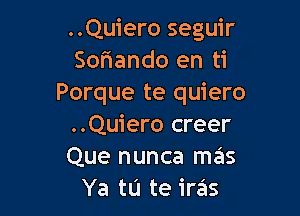 ..Quiero seguir
Soñando en ti
Porque te quiero
..Quiero creer
Que nunca más
Ya tú te irás